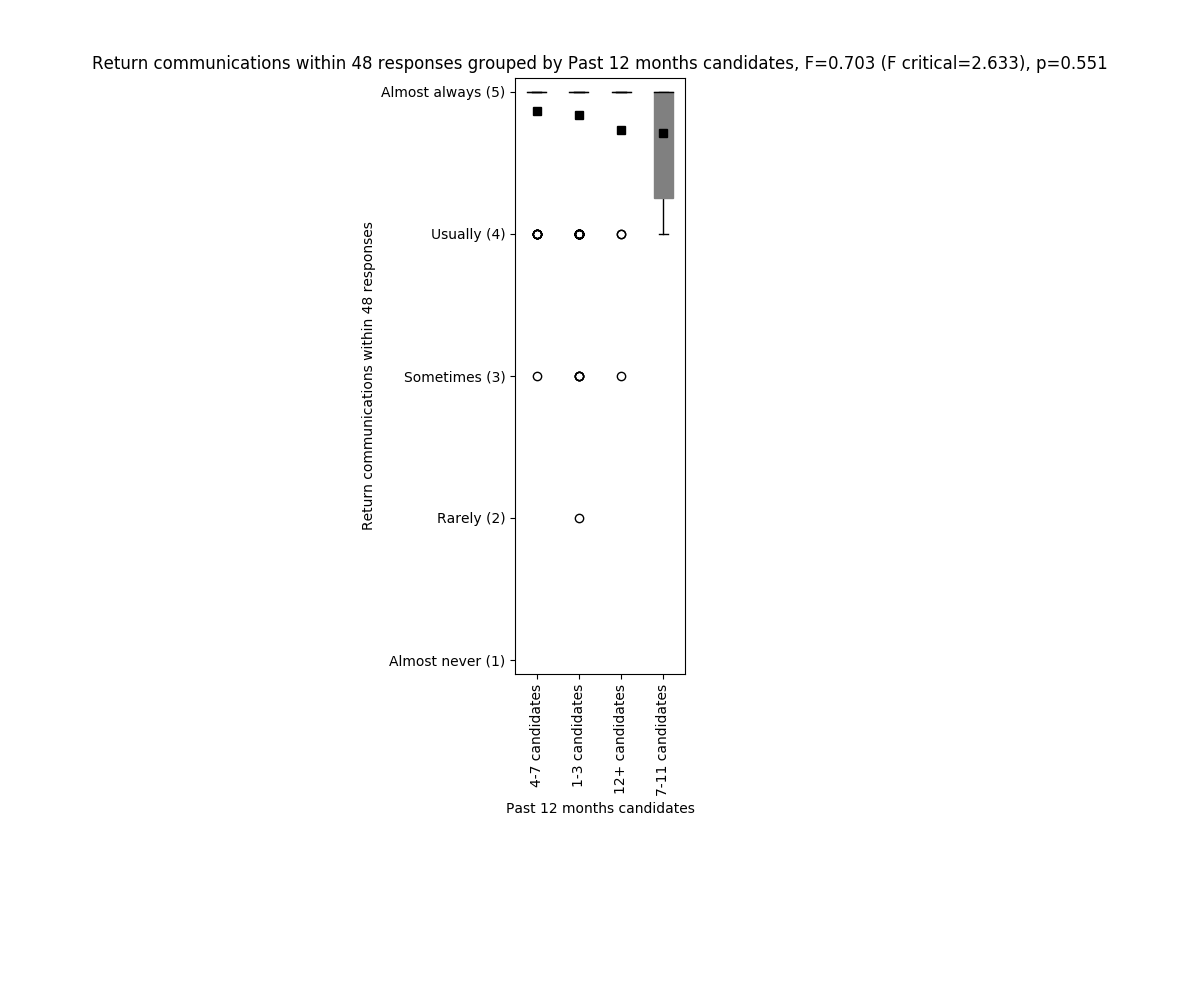 Return communications within 48 responses grouped by Past 12 months candidates, F=0.703 (F critical=2.633), p=0.551
Return communications within 48 responses
Almost always (5)
Usually (4)
Sometimes (3)
Rarely (2)
Almost never (1)
4-7 candidates
1-3 candidates
12+ candidates
7-11 candidates
Past 12 months candidates